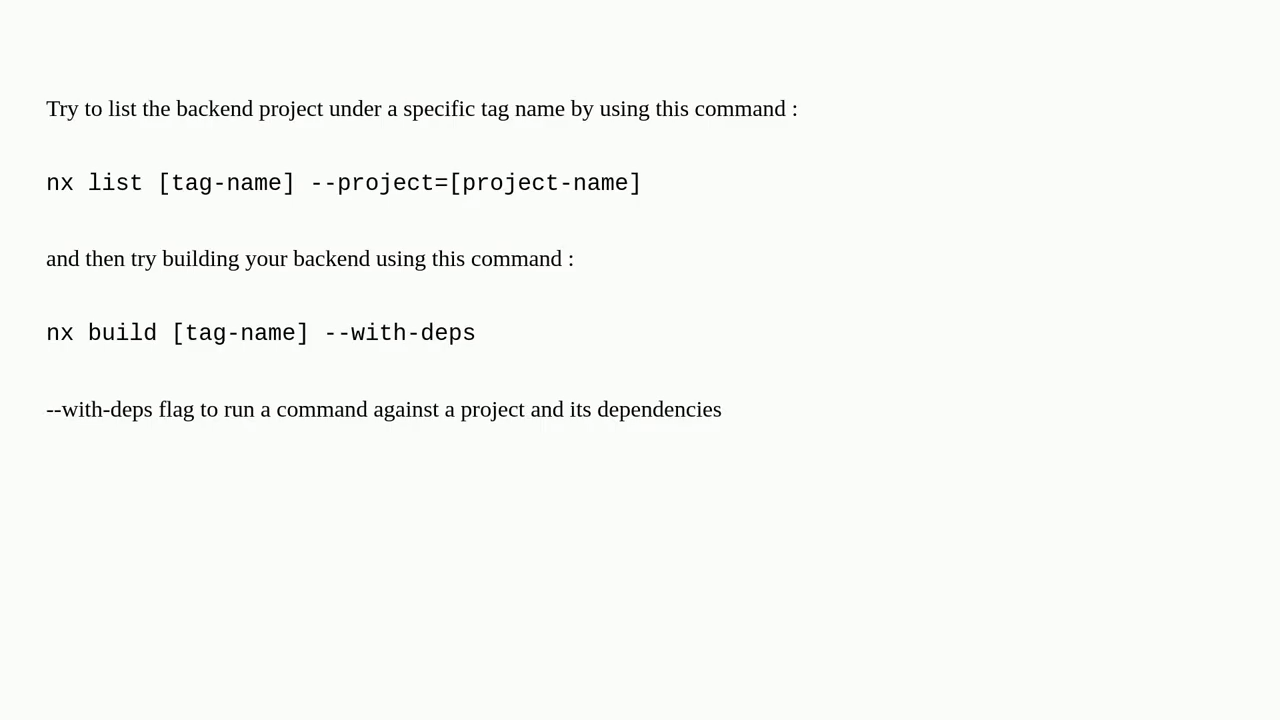 Try to list the backend project under a specific tag name by using this command :
nx list [tag-name] --project=[project-name]
and then try building your backend using this command :
nx build [tag-name] --with-deps
--with-deps flag to run a command against a project and its dependencies